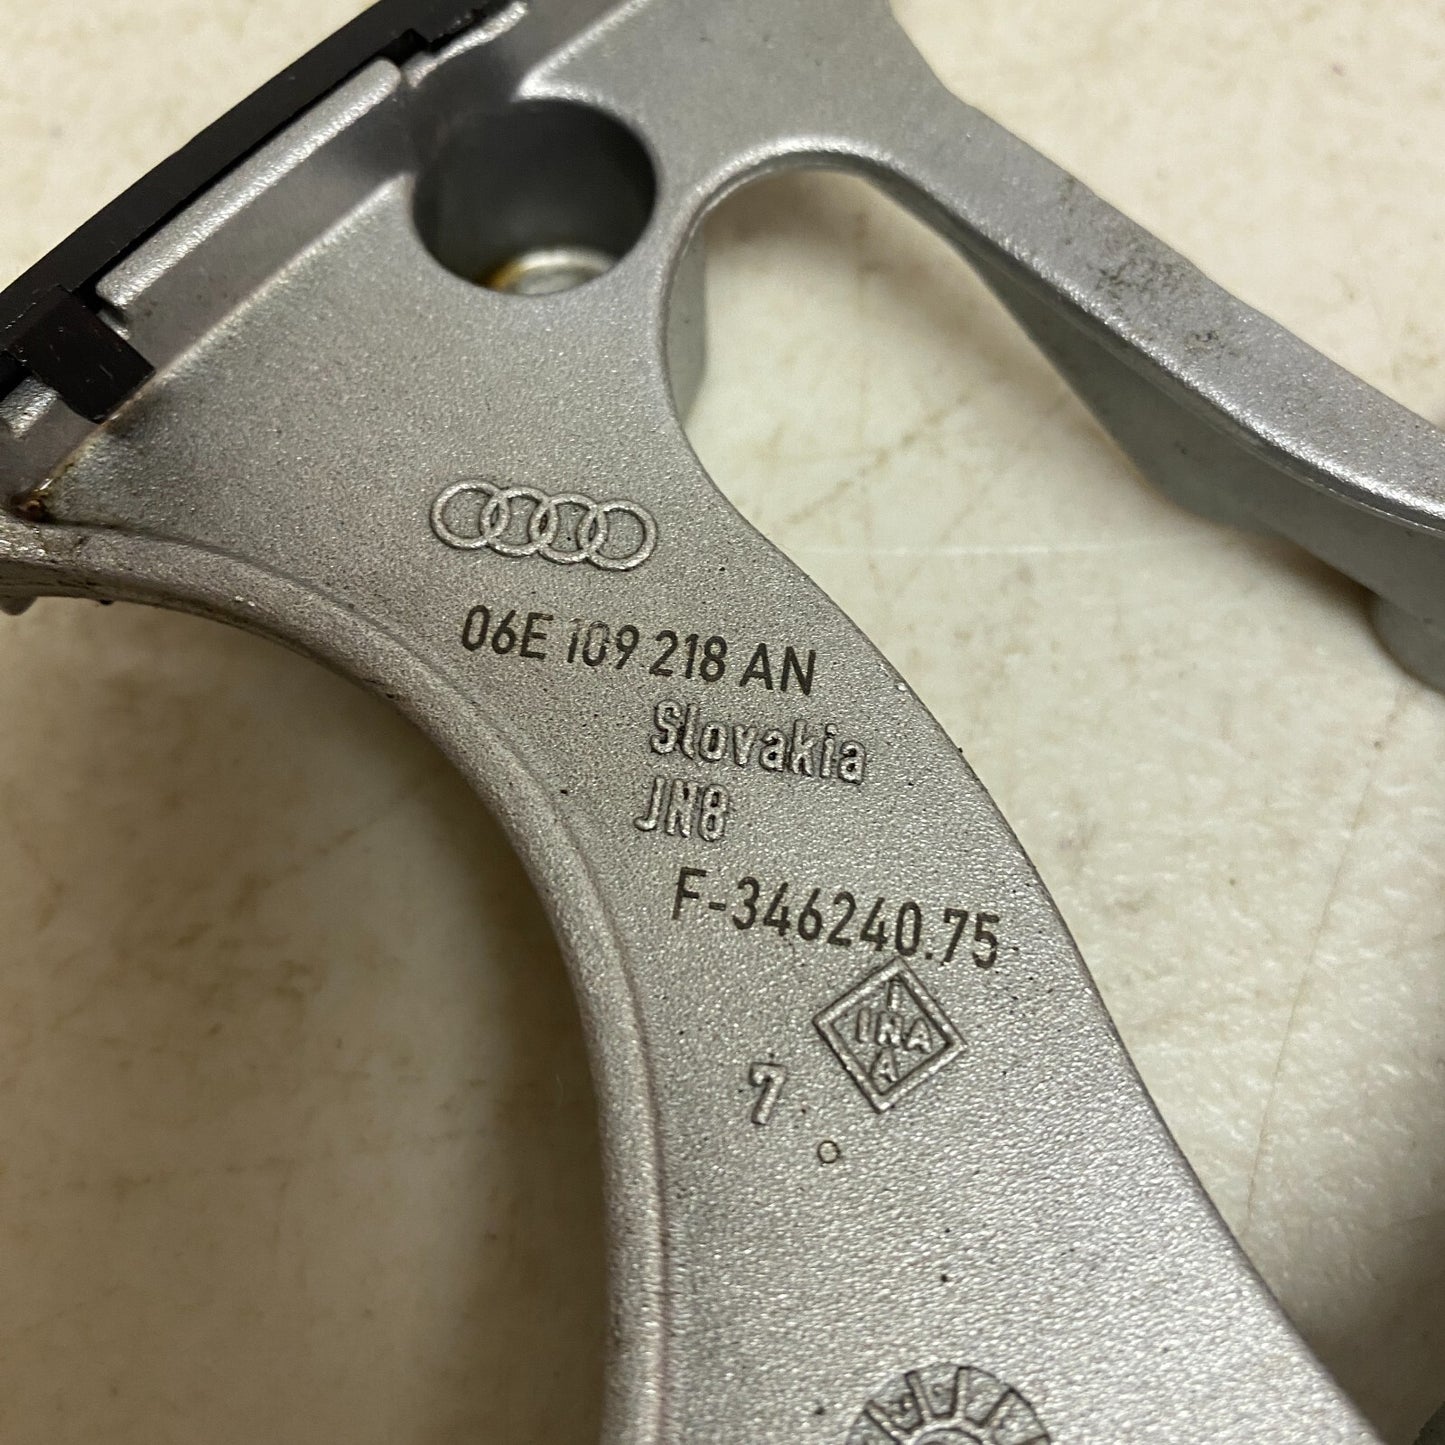 06E 109 218 AN
Slovakia
JN8
F-346240.75
I
INA
A
7